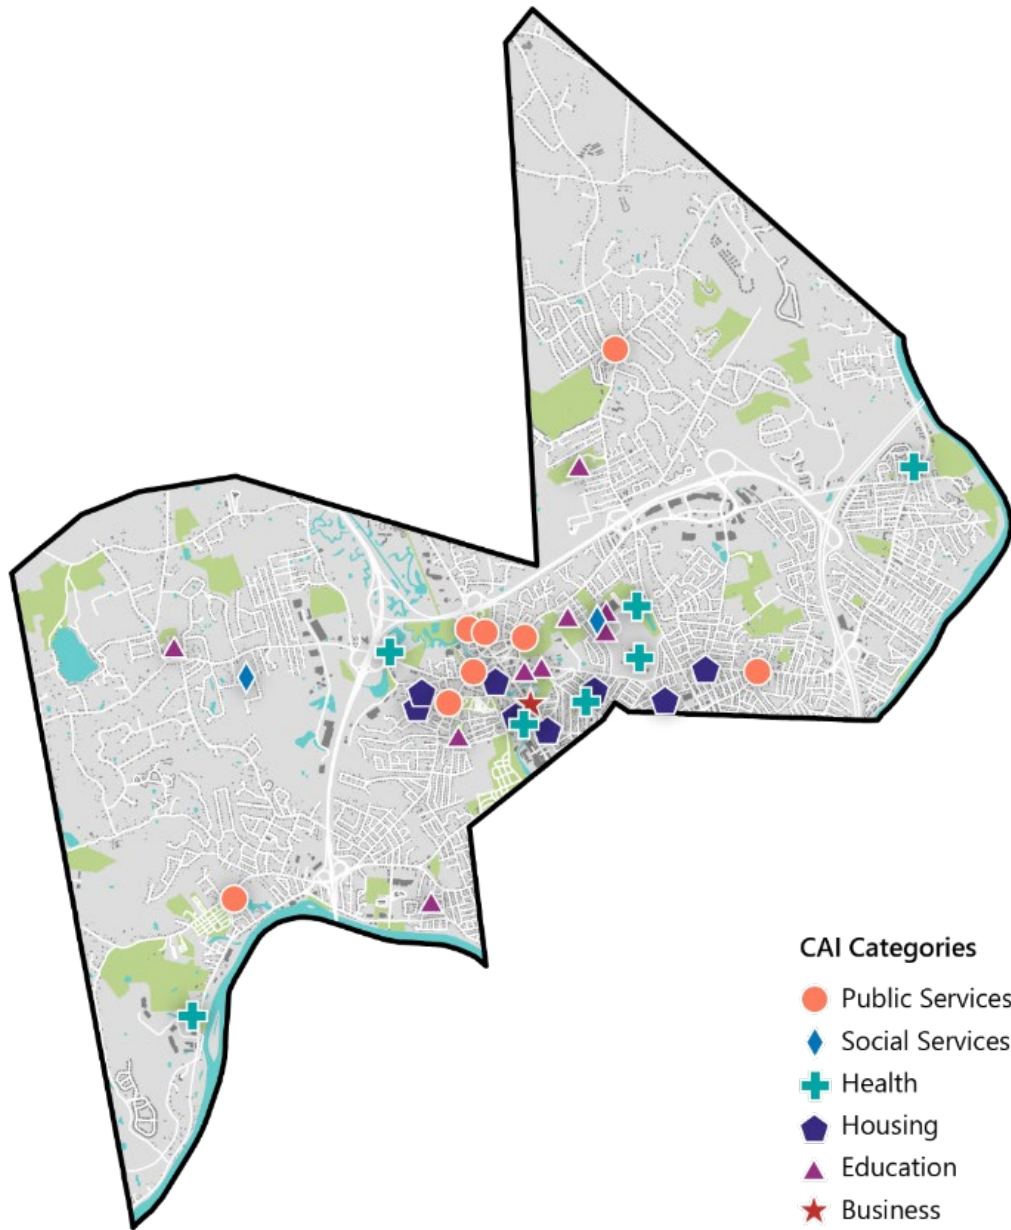 CAI Categories
Public Services
Social Services
Health
Housing
Education
Business